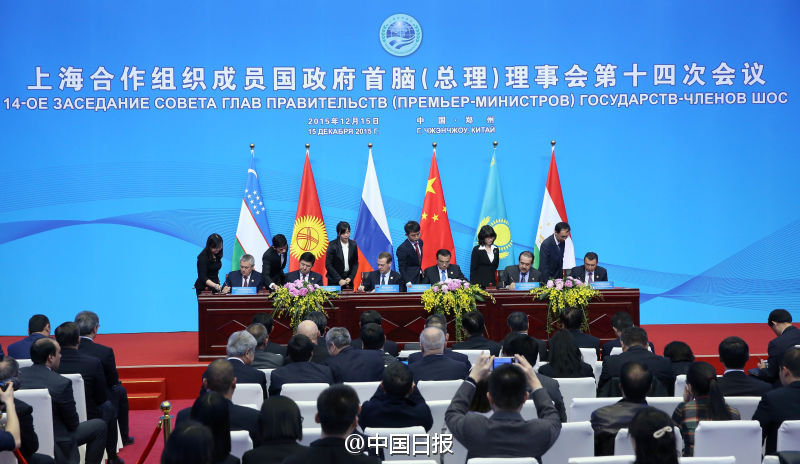 上海合作组织成员国政府首脑(总理)理事会第十四次会议
14-ОЕ ЗАСЕДАНИЕ СОВЕТА ГЛАВ ПРАВИТЕЛЬСТВ (ПРЕМЬЕР-МИНИСТРОВ) ГОСУДАРСТВ-ЧЛЕНОВ ШОС
2015年12月15日 中国·郑州
15 ДЕКАБРЯ 2015 Г. Г. ЧЖЭНЧЖОУ, КИТАЙ
@中国日报